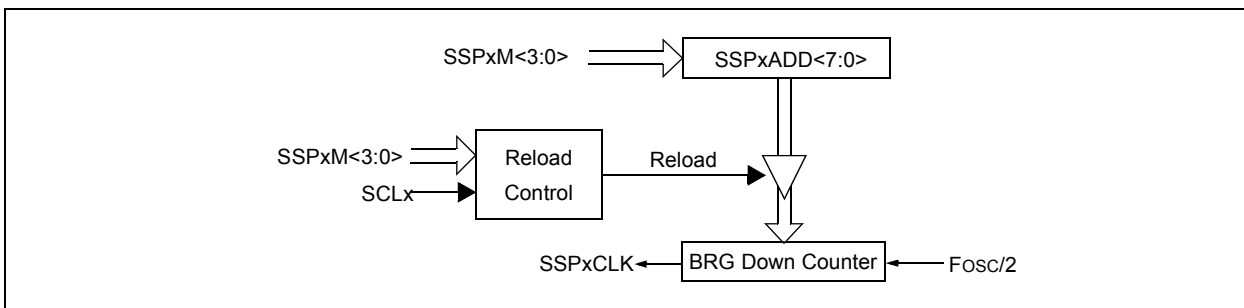 SSPxM<3:0>
SSPxADD<7:0>
SSPxM<3:0>
SCLx
Reload
Control
Reload
SSPxCLK
BRG Down Counter
FOSC/2